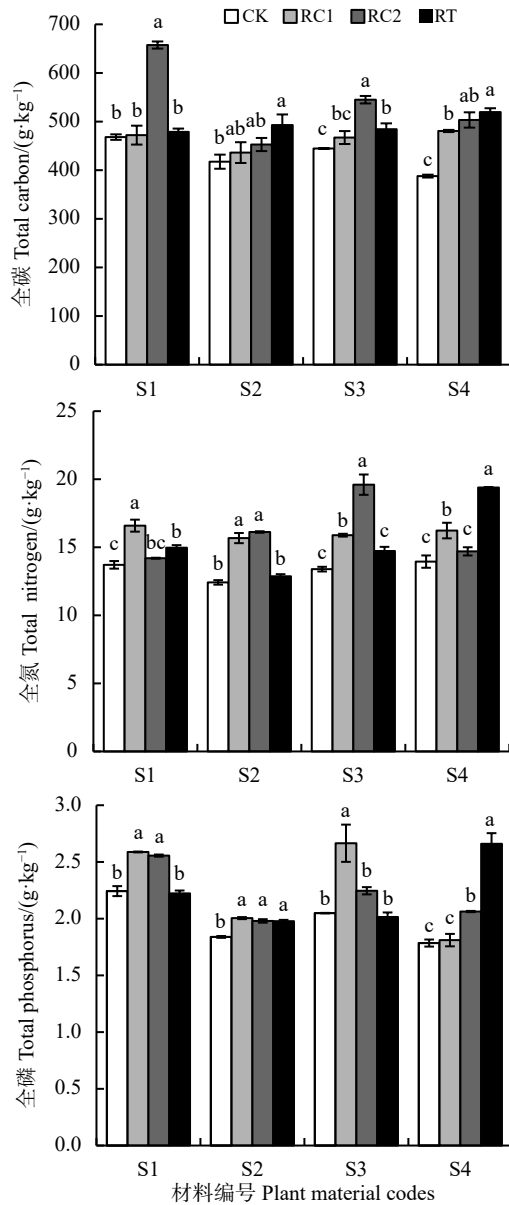 CK RC1 RC2 RT
全碳 Total carbon/(g·kg⁻¹)
700
600
500
400
300
200
100
0
b b a b
b ab ab a
c bc a b
c b ab a
S1 S2 S3 S4
全氮 Total nitrogen/(g·kg⁻¹)
25
20
15
10
5
0
c a bc b
b a a b
c b a c
c b c a
S1 S2 S3 S4
全磷 Total phosphorus/(g·kg⁻¹)
3.0
2.5
2.0
1.5
1.0
0.5
0.0
b a a b
b a a a
b a b b
c c b a
S1 S2 S3 S4
材料编号 Plant material codes